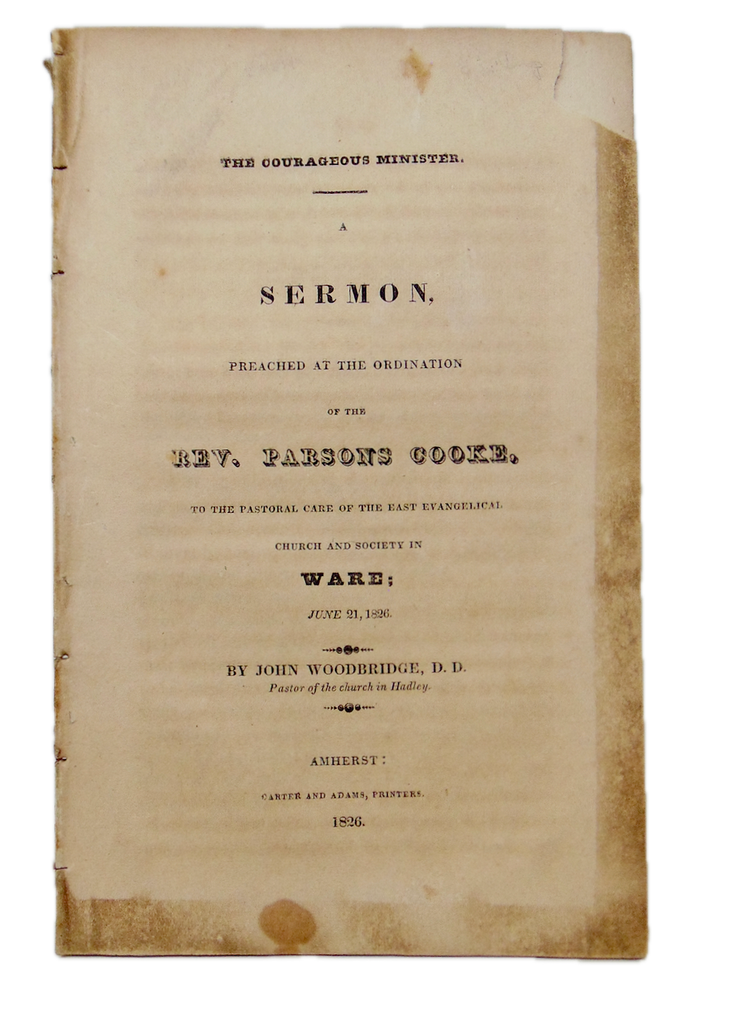 THE COURAGEOUS MINISTER.
A
SERMON,
PREACHED AT THE ORDINATION
OF THE
REV. PARSONS COOKE,
TO THE PASTORAL CARE OF THE EAST EVANGELICAL
CHURCH AND SOCIETY IN
WARE;
JUNE 21, 1826.
BY JOHN WOODBRIDGE, D. D.
Pastor of the church in Hadley.
AMHERST:
CARTER AND ADAMS, PRINTERS.
1826.